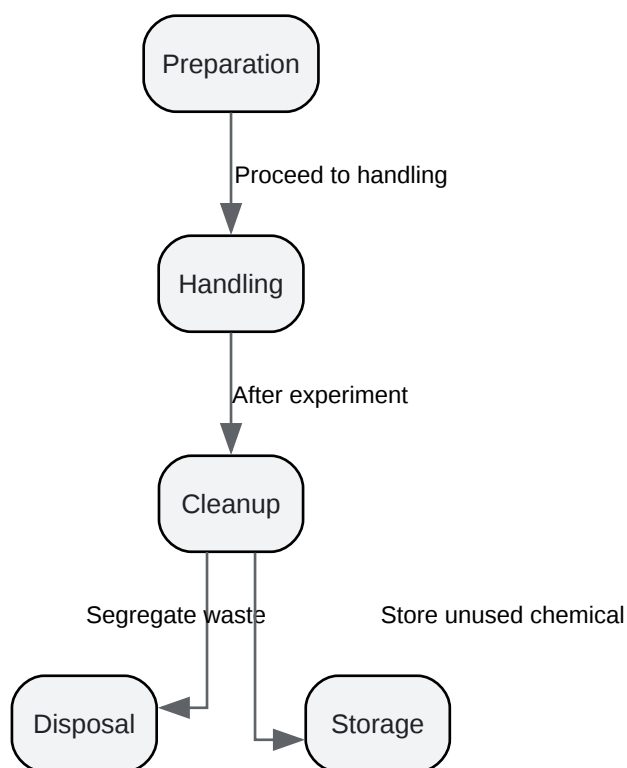 Preparation
Proceed to handling
Handling
After experiment
Cleanup
Segregate waste
Store unused chemical
Disposal
Storage